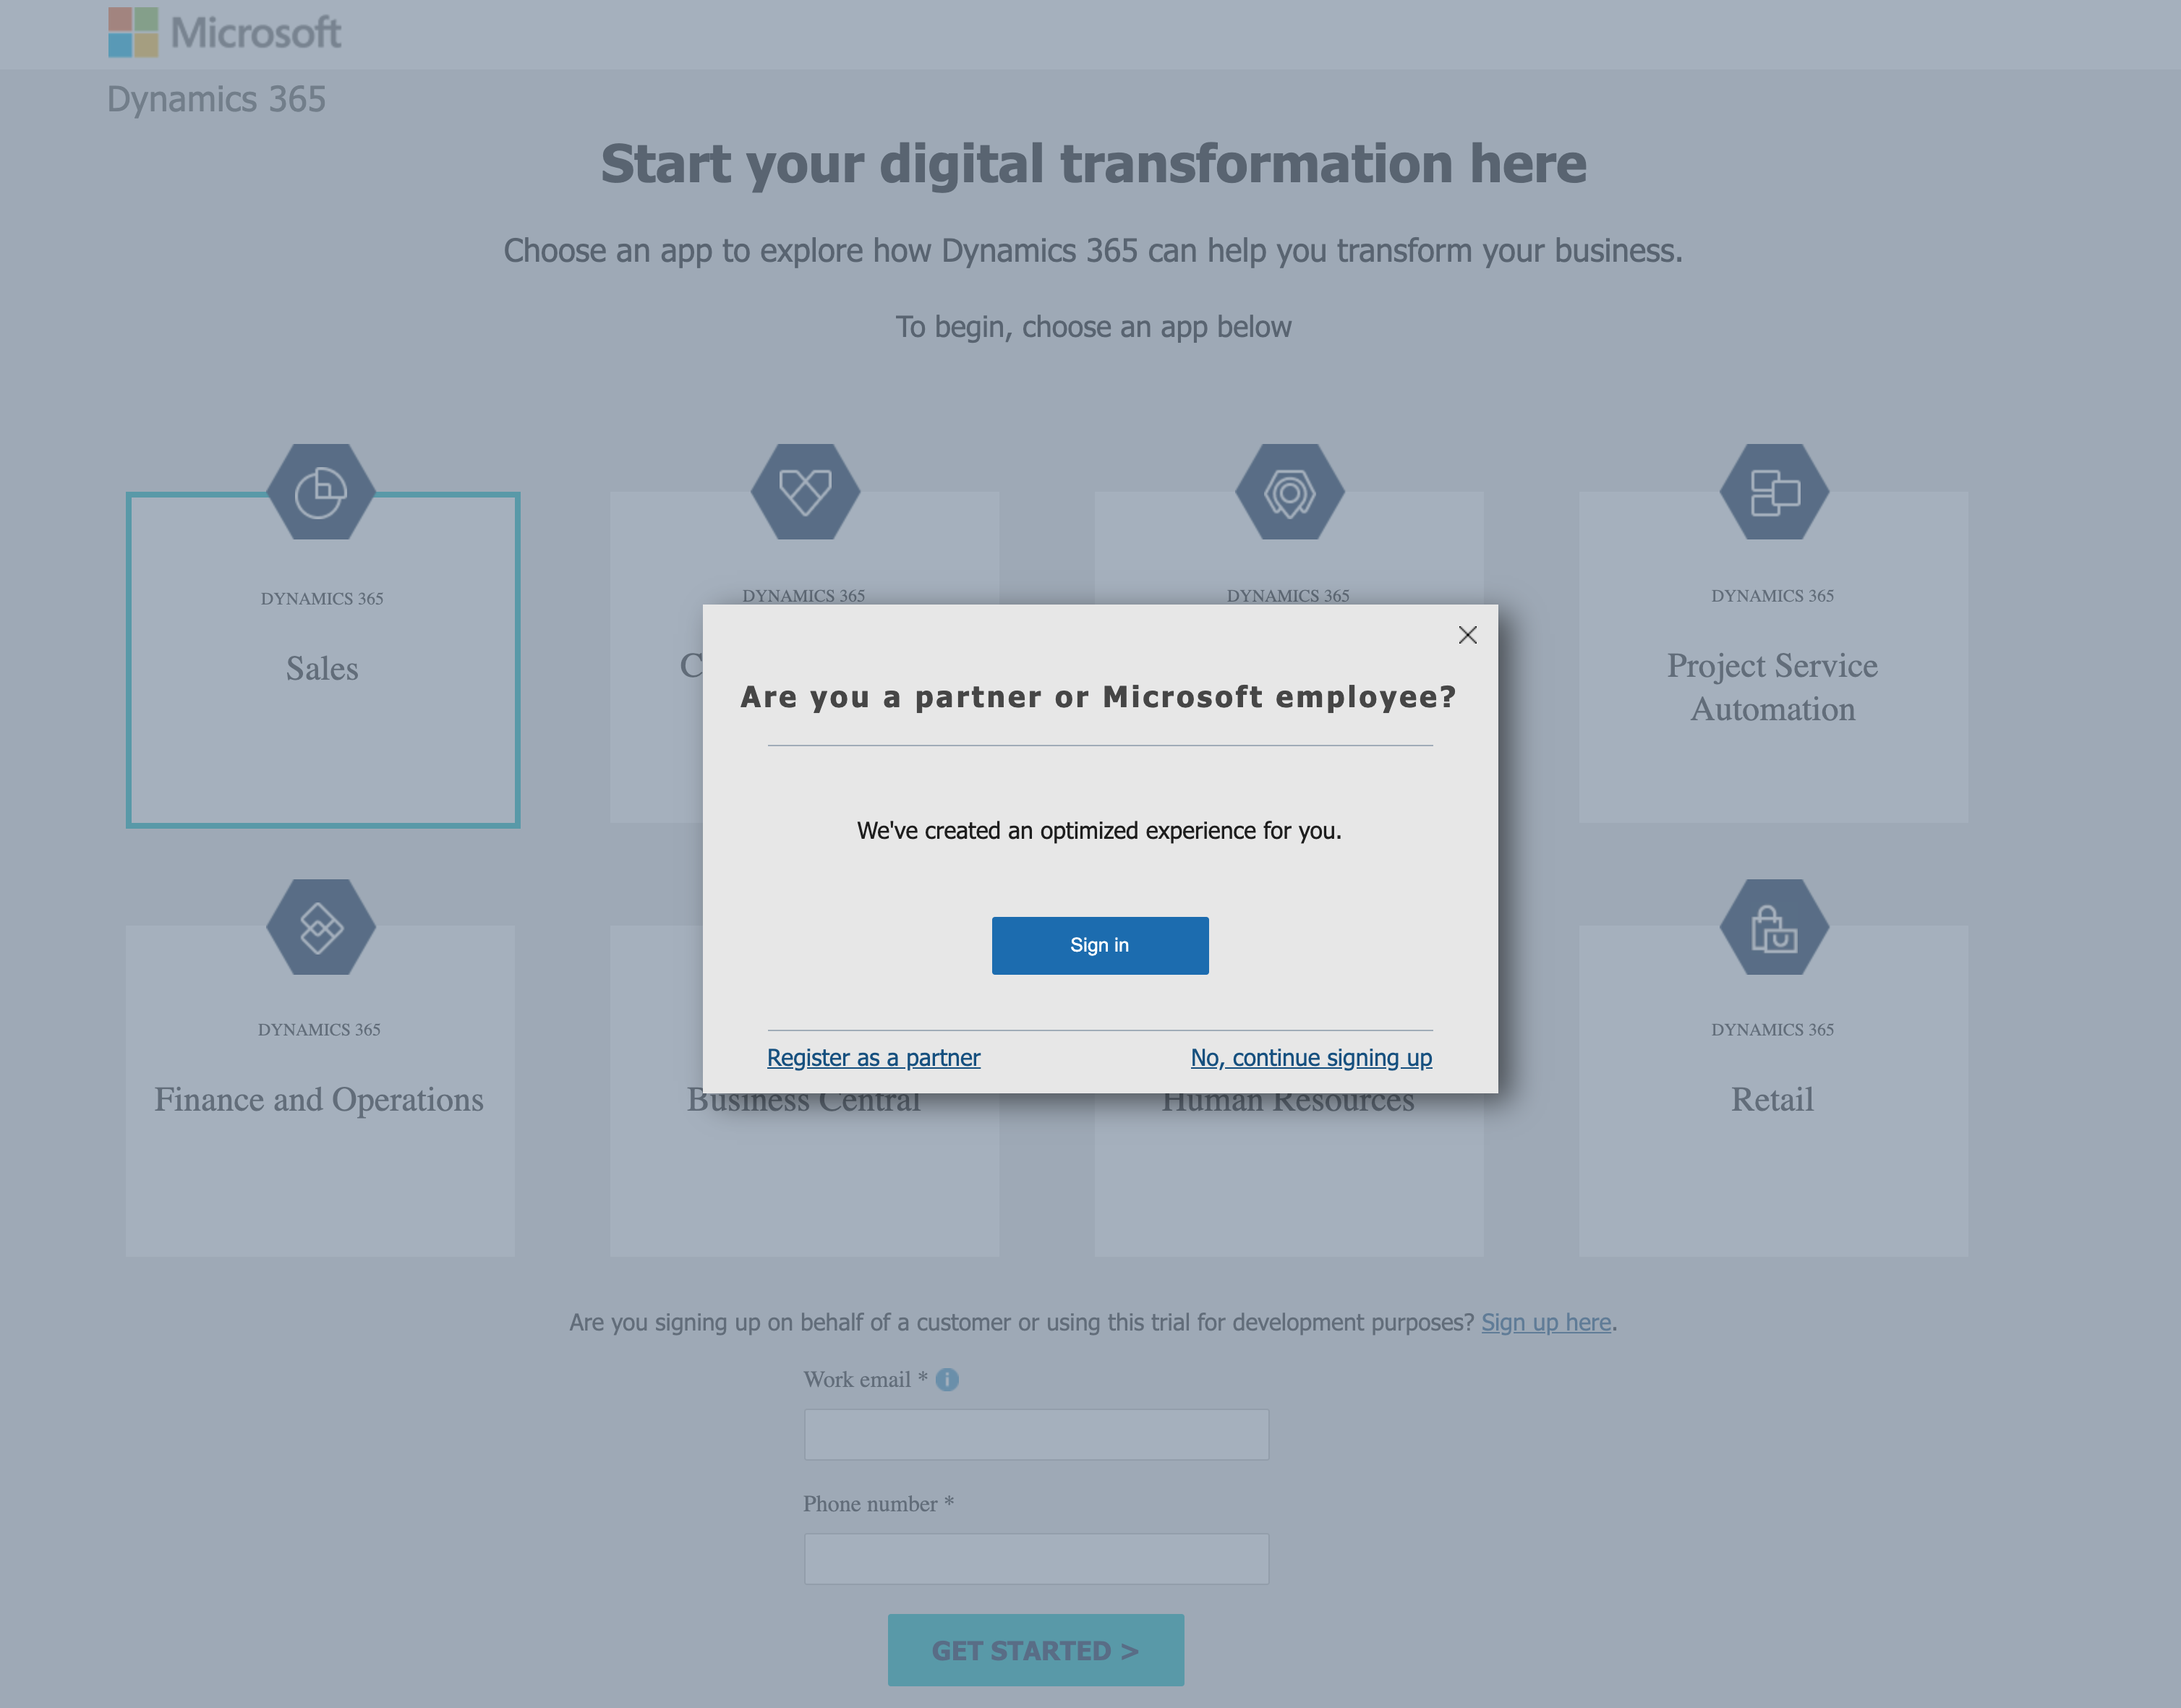 Microsoft
Dynamics 365
Start your digital transformation here
Choose an app to explore how Dynamics 365 can help you transform your business.
To begin, choose an app below
DYNAMICS 365
Sales
DYNAMICS 365
DYNAMICS 365
DYNAMICS 365
Project Service
Automation
Are you a partner or Microsoft employee?
We've created an optimized experience for you.
Sign in
Register as a partner
No, continue signing up
DYNAMICS 365
Finance and Operations
Business Central
Human Resources
DYNAMICS 365
Retail
Are you signing up on behalf of a customer or using this trial for development purposes? Sign up here.
Work email *
Phone number *
GET STARTED >